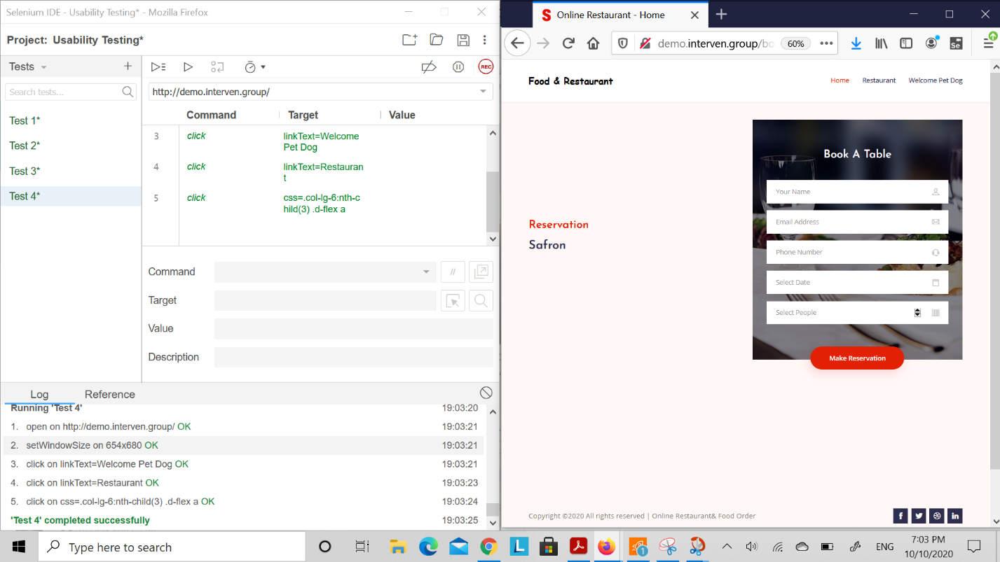 Selenium IDE - Usability Testing* - Mozilla Firefox
Project: Usability Testing*
Tests
Search tests...
Test 1*
Test 2*
Test 3*
Test 4*
REC
http://demo.interven.group/
Command Target Value
3 click linkText=Welcome
Pet Dog
4 click linkText=Restauran
t
5 click css=.col-lg-6:nth-c
hild(3) .d-flex a
Command
//
Target
Value
Description
Log Reference
Running 'Test 4' 19:03:20
1. open on http://demo.interven.group/ OK 19:03:21
2. setWindowSize on 654x680 OK 19:03:21
3. click on linkText=Welcome Pet Dog OK 19:03:21
4. click on linkText=Restaurant OK 19:03:23
5. click on css=.col-lg-6:nth-child(3) .d-flex a OK 19:03:24
'Test 4' completed successfully 19:03:25
S Online Restaurant - Home
demo.interven.group/bo 60%
Se
Food & Restaurant
Home Restaurant Welcome Pet Dog
Reservation
Safron
Book A Table
Your Name
Email Address
Phone Number
Select Date
Select People
Make Reservation
Copyright ©2020 All rights reserved | Online Restaurant& Food Order
Type here to search
L
1
ENG
7:03 PM
10/10/2020